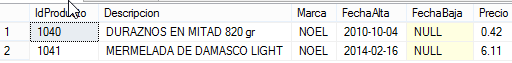 IdProducto Descripcion Marca FechaAlta FechaBaja Precio
1 1040 DURAZNOS EN MITAD 820 gr NOEL 2010-10-04 NULL 0.42
2 1041 MERMELADA DE DAMASCO LIGHT NOEL 2014-02-16 NULL 6.11